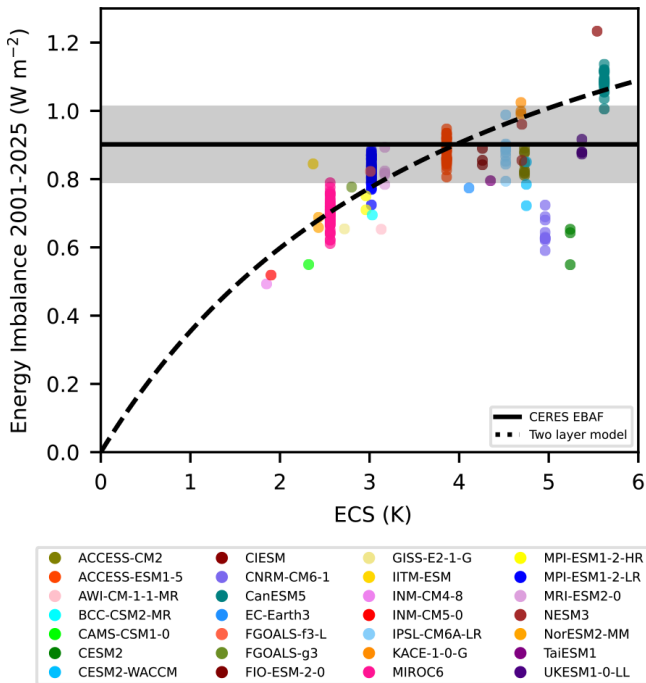 Energy Imbalance 2001-2025 (W m⁻²)
1.2
1.0
0.8
0.6
0.4
0.2
0.0
0 1 2 3 4 5 6
ECS (K)
CERES EBAF
Two layer model
ACCESS-CM2 CIESM GISS-E2-1-G MPI-ESM1-2-HR
ACCESS-ESM1-5 CNRM-CM6-1 IITM-ESM MPI-ESM1-2-LR
AWI-CM-1-1-MR CanESM5 INM-CM4-8 MRI-ESM2-0
BCC-CSM2-MR EC-Earth3 INM-CM5-0 NESM3
CAMS-CSM1-0 FGOALS-f3-L IPSL-CM6A-LR NorESM2-MM
CESM2 FGOALS-g3 KACE-1-0-G TaiESM1
CESM2-WACCM FIO-ESM-2-0 MIROC6 UKESM1-0-LL